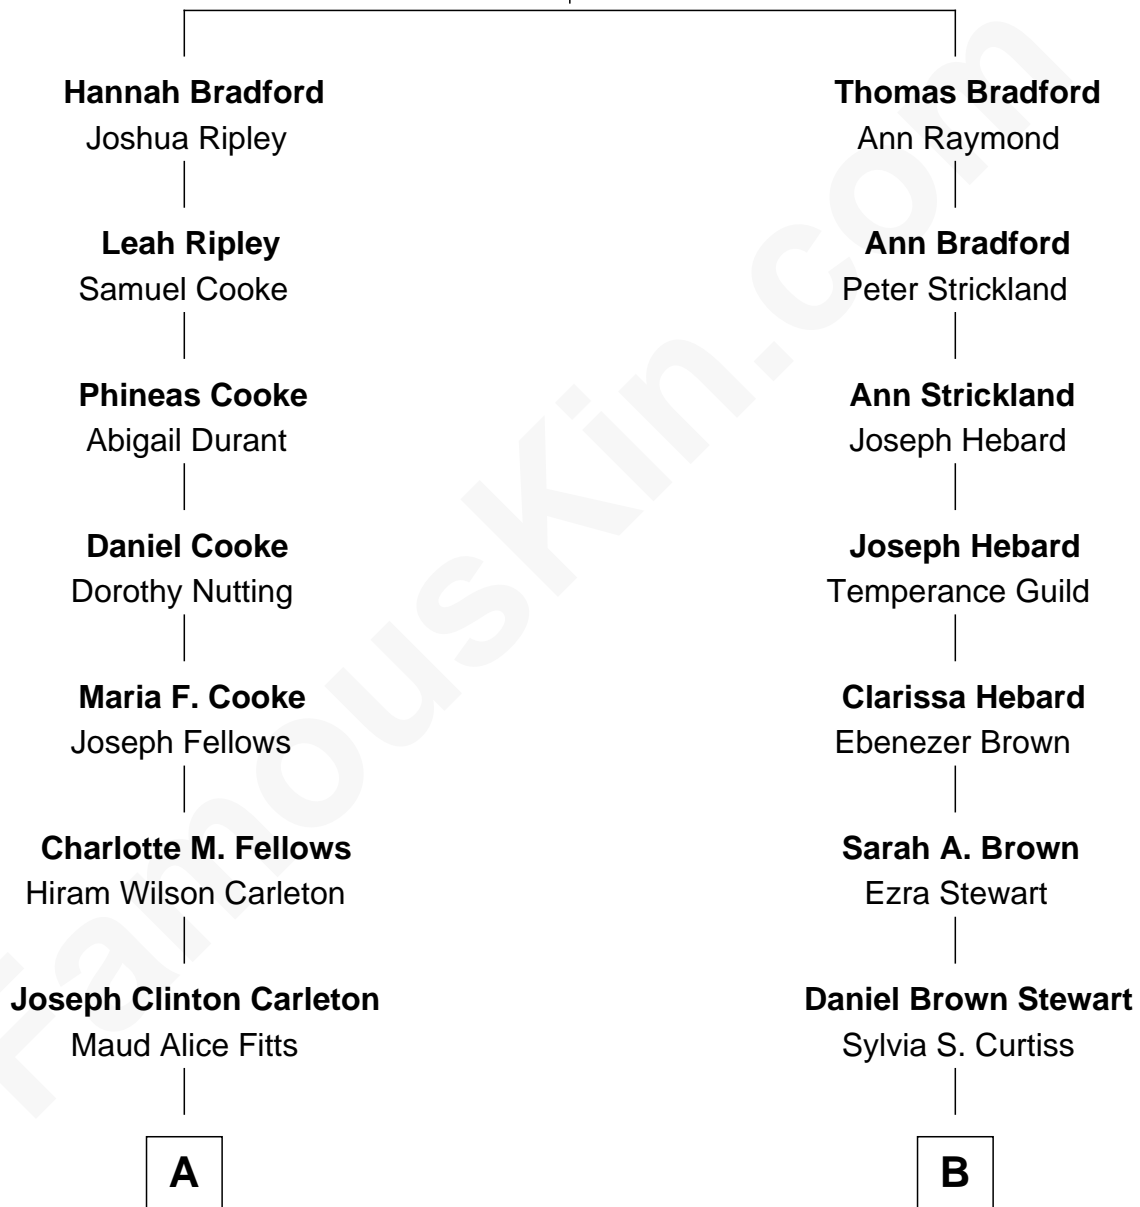 Hannah Bradford
Joshua Ripley
Leah Ripley
Samuel Cooke
Phineas Cooke
Abigail Durant
Daniel Cooke
Dorothy Nutting
Maria F. Cooke
Joseph Fellows
Charlotte M. Fellows
Hiram Wilson Carleton
Joseph Clinton Carleton
Maud Alice Fitts
A
Thomas Bradford
Ann Raymond
Ann Bradford
Peter Strickland
Ann Strickland
Joseph Hebard
Joseph Hebard
Temperance Guild
Clarissa Hebard
Ebenezer Brown
Sarah A. Brown
Ezra Stewart
Daniel Brown Stewart
Sylvia S. Curtiss
B
FamousKin.com